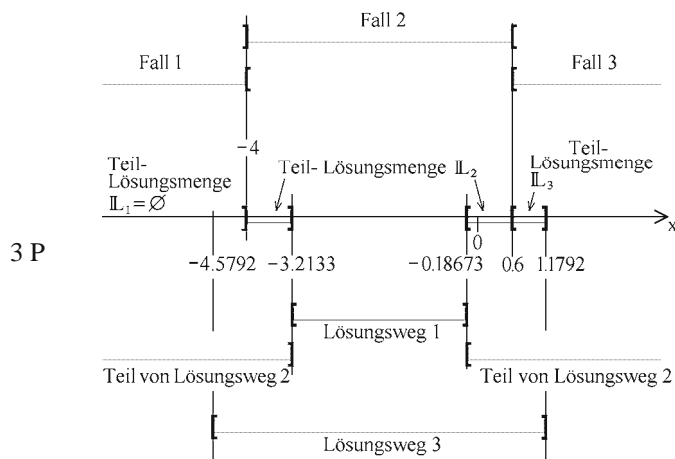 Fall 2
Fall 1
Fall 3
−4
Teil-
Lösungsmenge
𝕃₁ = ∅
Teil- Lösungsmenge 𝕃₂
Teil-
Lösungsmenge
𝕃₃
0
x
3 P
−4.5792 −3.2133 −0.18673 0.6 1.1792
Lösungsweg 1
Teil von Lösungsweg 2 Teil von Lösungsweg 2
Lösungsweg 3